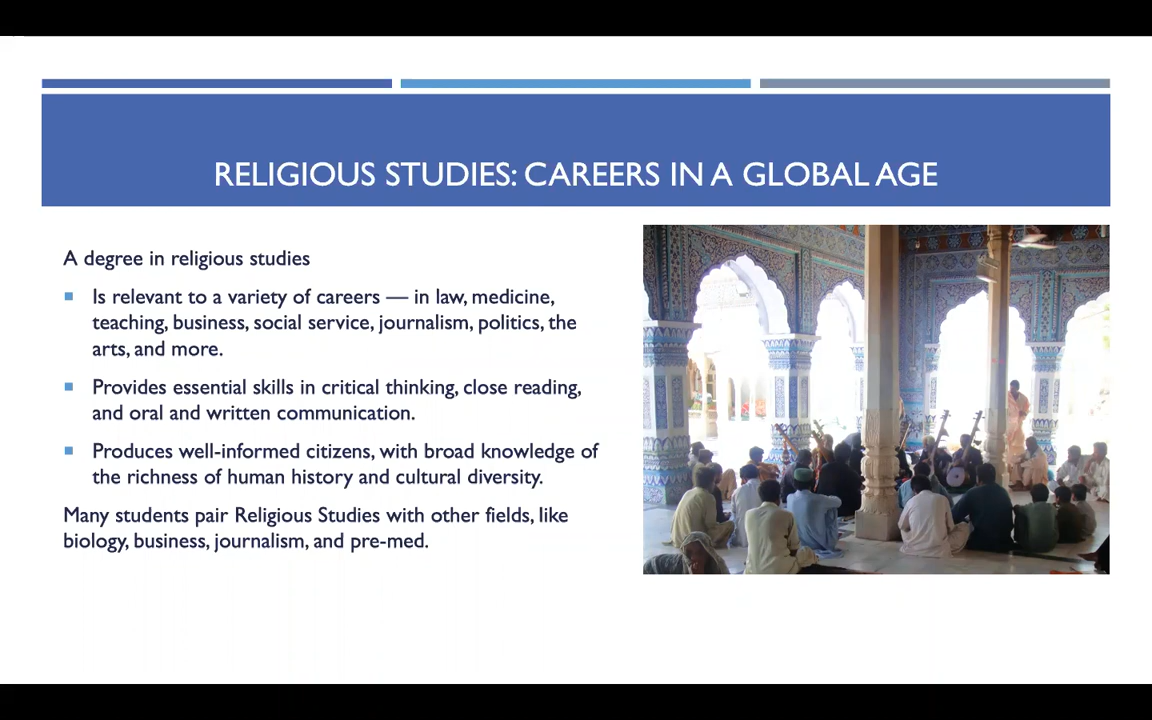 RELIGIOUS STUDIES: CAREERS IN A GLOBAL AGE
A degree in religious studies
Is relevant to a variety of careers — in law, medicine,
teaching, business, social service, journalism, politics, the
arts, and more.
Provides essential skills in critical thinking, close reading,
and oral and written communication.
Produces well-informed citizens, with broad knowledge of
the richness of human history and cultural diversity.
Many students pair Religious Studies with other fields, like
biology, business, journalism, and pre-med.